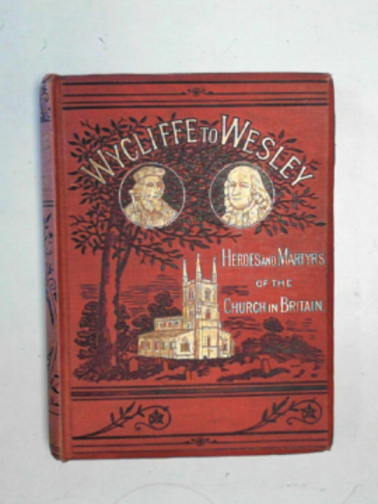 WYCLIFFE TO WESLEY
HEROES AND MARTYRS
OF THE
CHURCH IN BRITAIN.